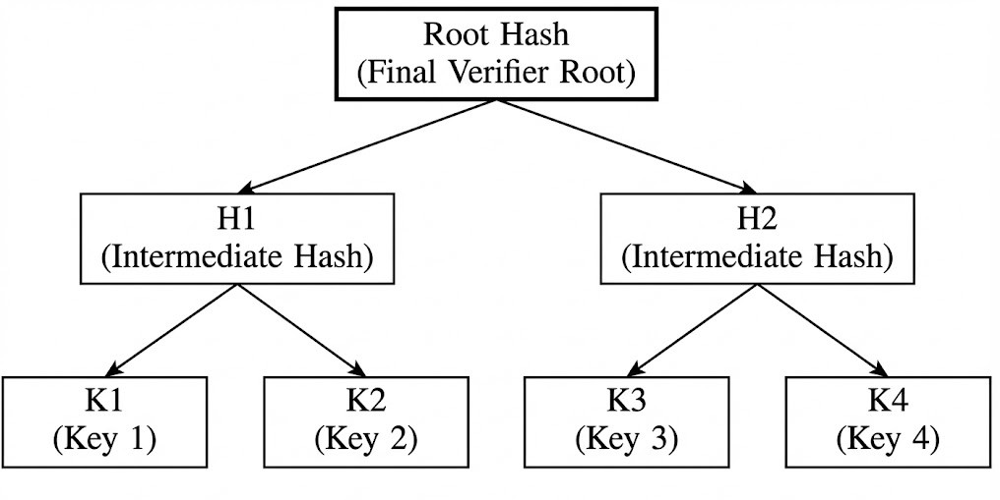 Root Hash
(Final Verifier Root)
H1
(Intermediate Hash)
H2
(Intermediate Hash)
K1
(Key 1)
K2
(Key 2)
K3
(Key 3)
K4
(Key 4)